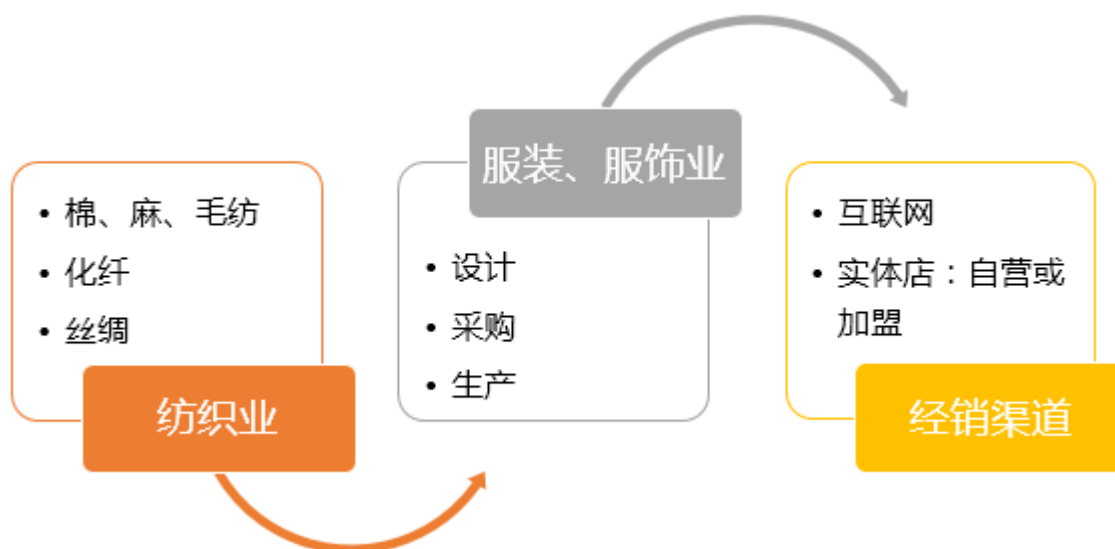 • 棉、麻、毛纺
• 化纤
• 丝绸
纺织业
服装、服饰业
• 设计
• 采购
• 生产
• 互联网
• 实体店：自营或
加盟
经销渠道